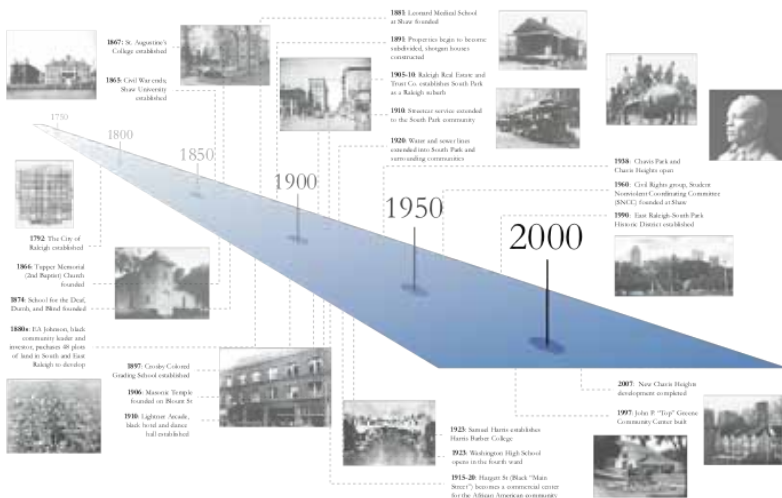 1867: St. Augustine's
College established
1865: Civil War ends;
Shaw University
established
1881: Leonard Medical School
at Shaw founded
1891: Properties begin to become
subdivided, shotgun houses
constructed
1905-10: Raleigh Real Estate and
Trust Co. establishes South Park
as a Raleigh suburb
1910: Streetcar service extended
to the South Park community
1920: Water and sewer lines
extended into South Park and
surrounding communities
1938: Chavis Park and
Chavis Heights open
1960: Civil Rights group, Student
Nonviolent Coordinating Committee
(SNCC) founded at Shaw
1990: East Raleigh-South Park
Historic District established
1750
1800
1850
1900
1950
2000
1792: The City of
Raleigh established
1866: Tupper Memorial
(2nd Baptist) Church
founded
1874: School for the Deaf,
Dumb, and Blind founded
1880s: EA Johnson, black
community leader and
investor, purchases 49 plots
of land in South and East
Raleigh to develop
1897: Crosby Colored
Grading School established
1906: Masonic Temple
founded on Blount St
1910: Lightner Arcade,
black hotel and dance
hall established
1923: Samuel Harris establishes
Harris Barber College
1923: Washington High School
opens in the fourth ward
1915-20: Hargett St (Black "Main
Street") becomes a commercial center
for the African American community
2007: New Chavis Heights
development completed
1997: John P. "Top" Greene
Community Center built